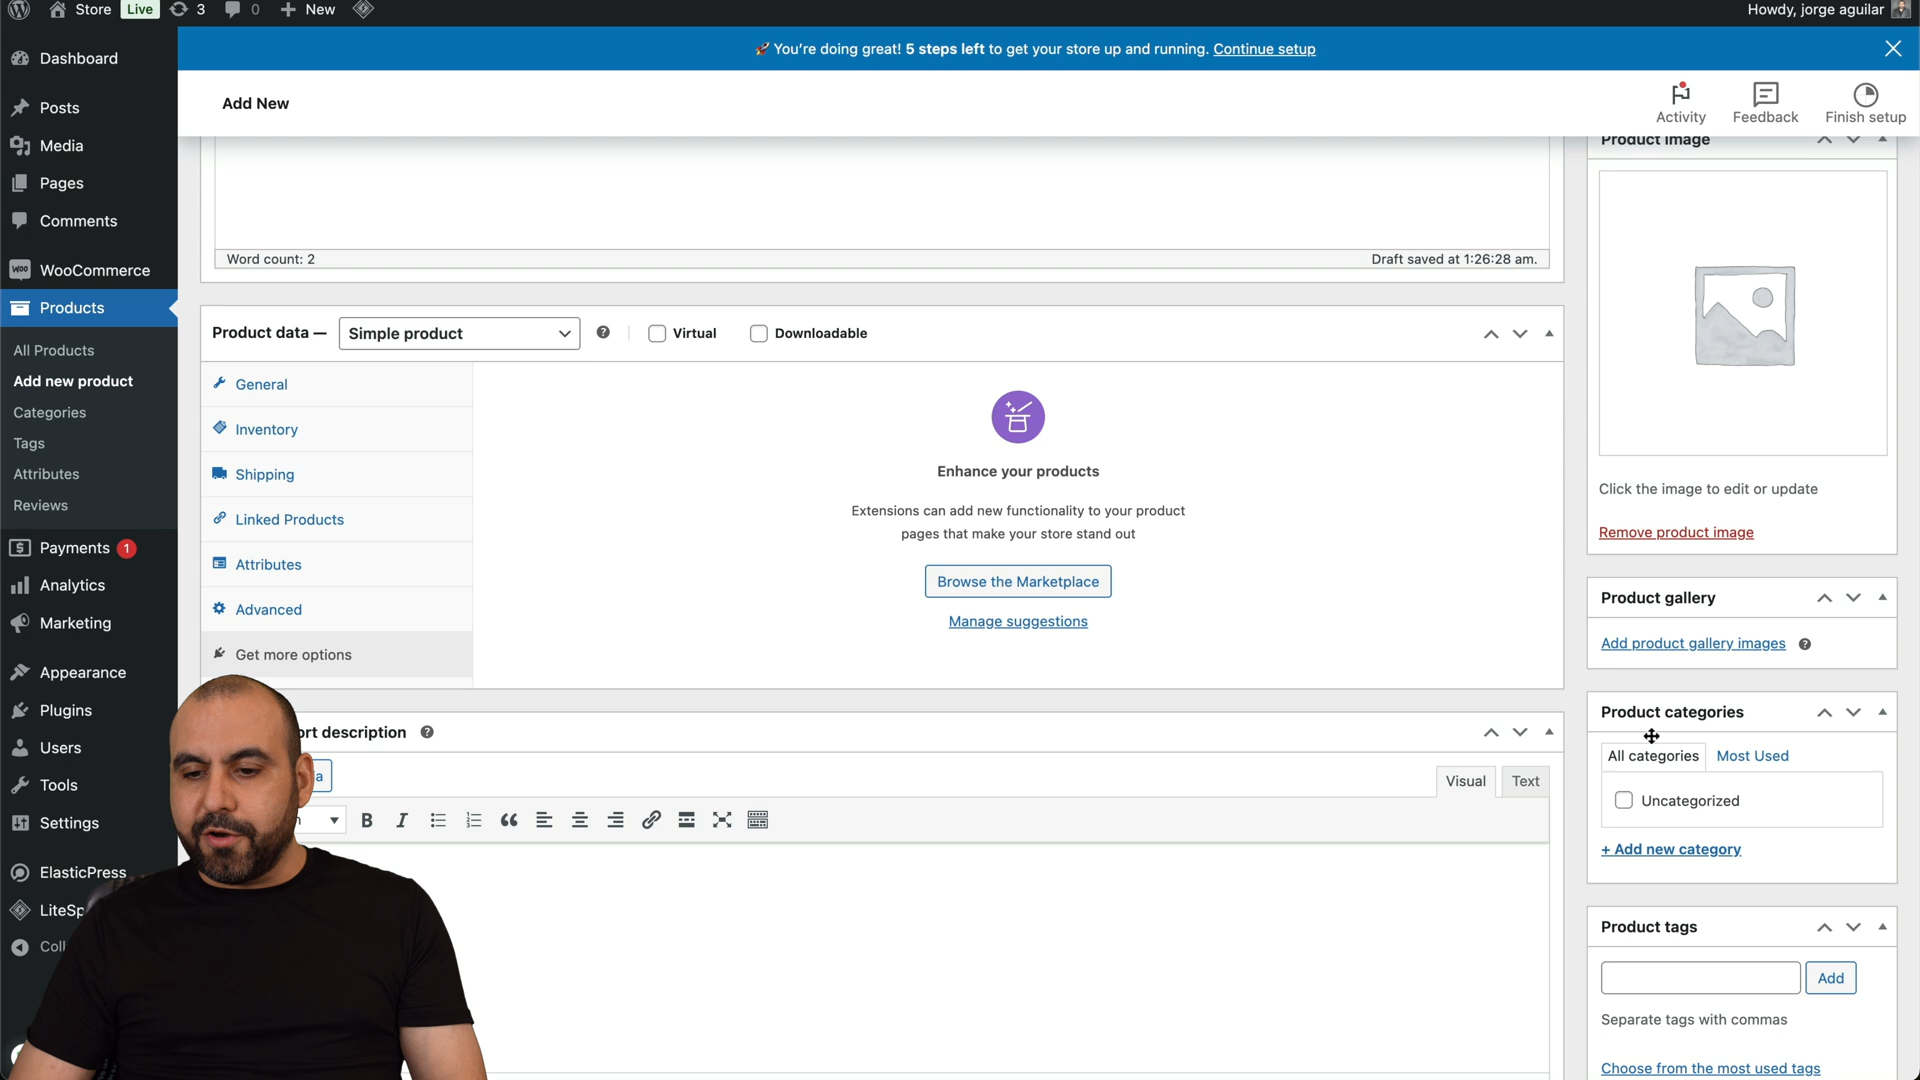 Store Live 3 0 New
Howdy, jorge aguilar
🚀 You're doing great! 5 steps left to get your store up and running. Continue setup
Add New
Activity
Feedback
Finish setup
Dashboard
Posts
Media
Pages
Comments
WooCommerce
Products
All Products
Add new product
Categories
Tags
Attributes
Reviews
Payments 1
Analytics
Marketing
Appearance
Plugins
Users
Tools
Settings
ElasticPress
LiteSp
Coll
Word count: 2
Draft saved at 1:26:28 am.
Product data — Simple product Virtual Downloadable
General
Inventory
Shipping
Linked Products
Attributes
Advanced
Get more options
Enhance your products
Extensions can add new functionality to your product
pages that make your store stand out
Browse the Marketplace
Manage suggestions
ort description
a
Visual Text
n
Product image
Click the image to edit or update
Remove product image
Product gallery
Add product gallery images
Product categories
All categories Most Used
Uncategorized
+ Add new category
Product tags
Add
Separate tags with commas
Choose from the most used tags